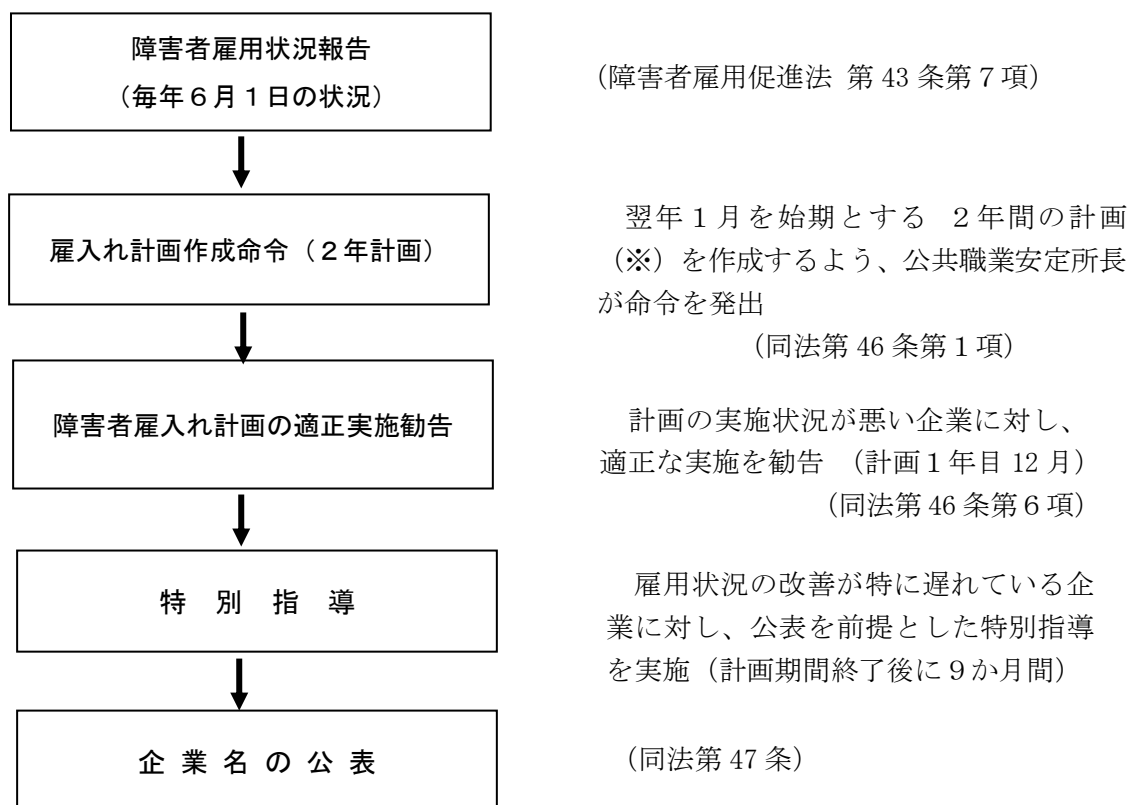 障害者雇用状況報告
（毎年６月１日の状況）
（障害者雇用促進法 第 43 条第７項）
雇入れ計画作成命令（２年計画）
翌年１月を始期とする ２年間の計画
（※）を作成するよう、公共職業安定所長
が命令を発出
（同法第 46 条第１項）
障害者雇入れ計画の適正実施勧告
計画の実施状況が悪い企業に対し、
適正な実施を勧告 （計画１年目 12 月）
（同法第 46 条第６項）
特 別 指 導
雇用状況の改善が特に遅れている企
業に対し、公表を前提とした特別指導
を実施（計画期間終了後に９か月間）
企 業 名 の 公 表
（同法第 47 条）